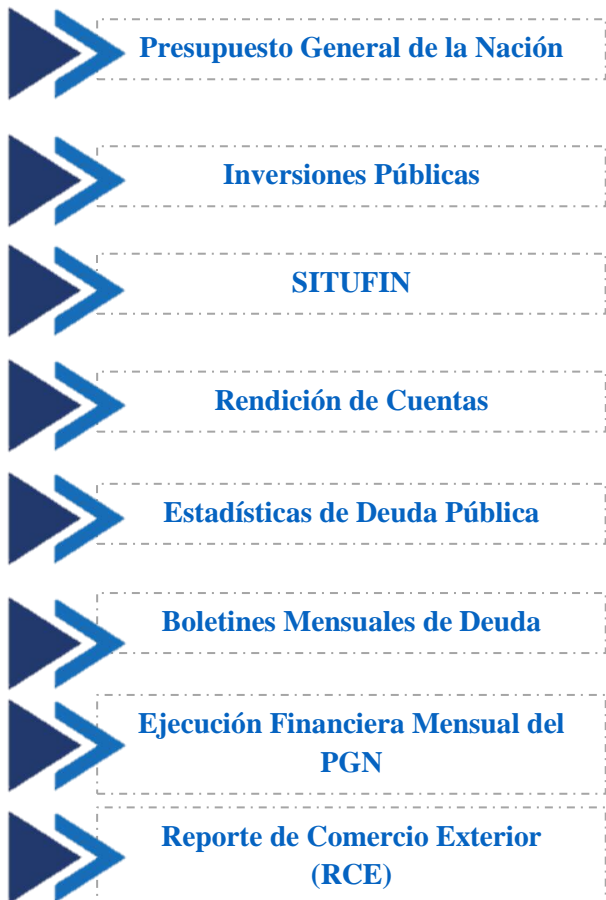 Presupuesto General de la Nación
Inversiones Públicas
SITUFIN
Rendición de Cuentas
Estadísticas de Deuda Pública
Boletines Mensuales de Deuda
Ejecución Financiera Mensual del
PGN
Reporte de Comercio Exterior
(RCE)